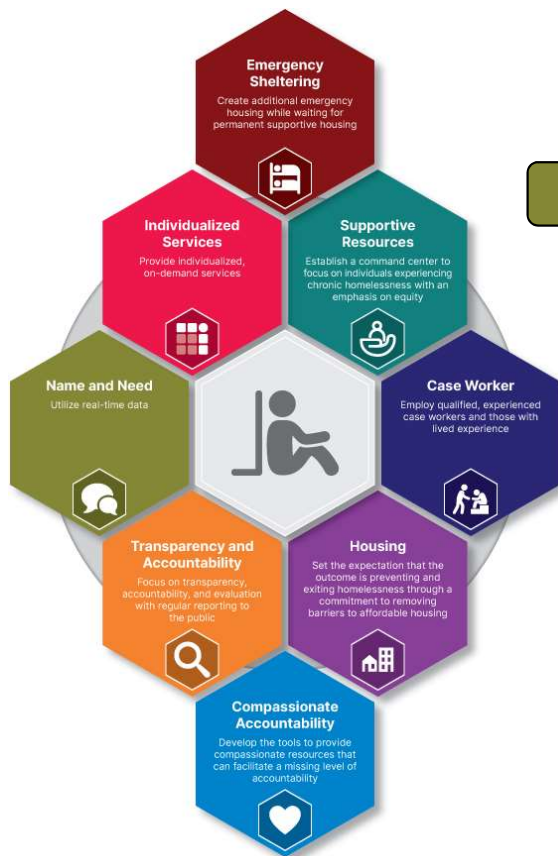 Emergency
Sheltering
Create additional emergency
housing while waiting for
permanent supportive housing
Individualized
Services
Provide individualized,
on-demand services
Supportive
Resources
Establish a command center to
focus on individuals experiencing
chronic homelessness with an
emphasis on equity
Name and Need
Utilize real-time data
Case Worker
Employ qualified, experienced
case workers and those with
lived experience
Transparency and
Accountability
Focus on transparency,
accountability, and evaluation
with regular reporting to
the public
Housing
Set the expectation that the
outcome is preventing and
exiting homelessness through a
commitment to removing
barriers to affordable housing
Compassionate
Accountability
Develop the tools to provide
compassionate resources that
can facilitate a missing level of
accountability